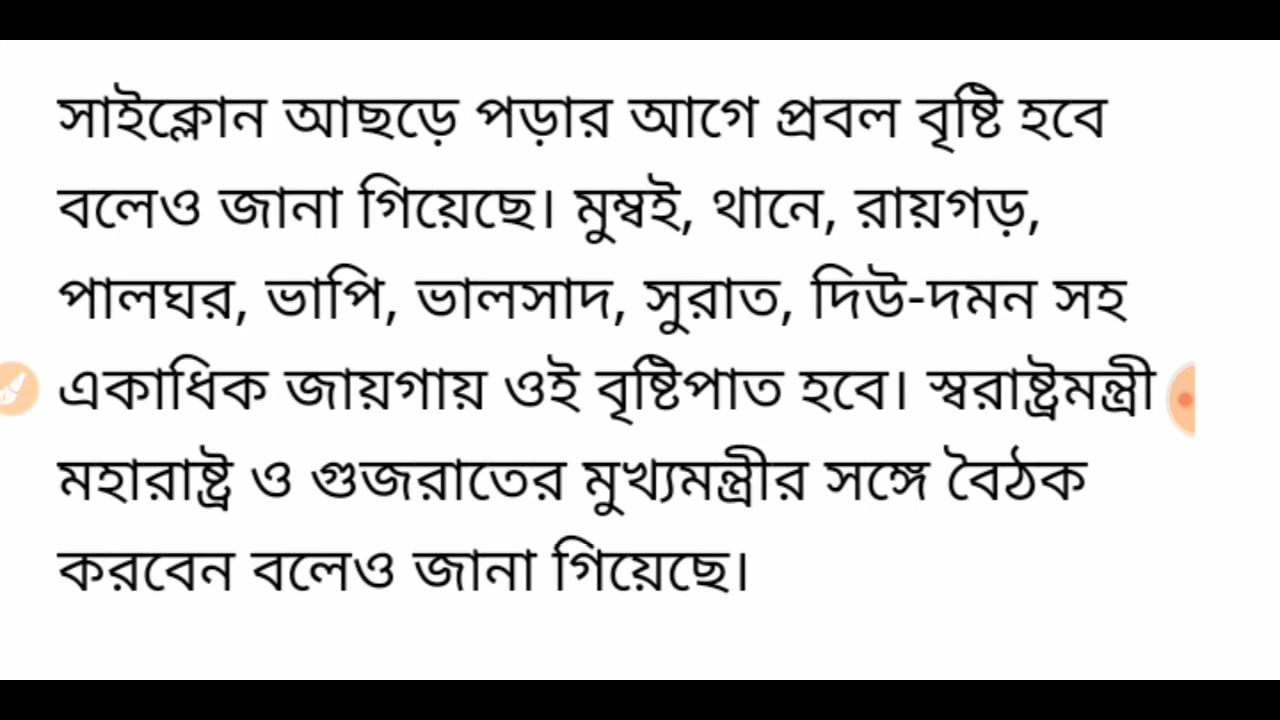 সাইক্লোন আছড়ে পড়ার আগে প্রবল বৃষ্টি হবে
বলেও জানা গিয়েছে। মুম্বই, থানে, রায়গড়,
পালঘর, ভাপি, ভালসাদ, সুরাত, দিউ-দমন সহ
একাধিক জায়গায় ওই বৃষ্টিপাত হবে। স্বরাষ্ট্রমন্ত্রী
মহারাষ্ট্র ও গুজরাতের মুখ্যমন্ত্রীর সঙ্গে বৈঠক
করবেন বলেও জানা গিয়েছে।